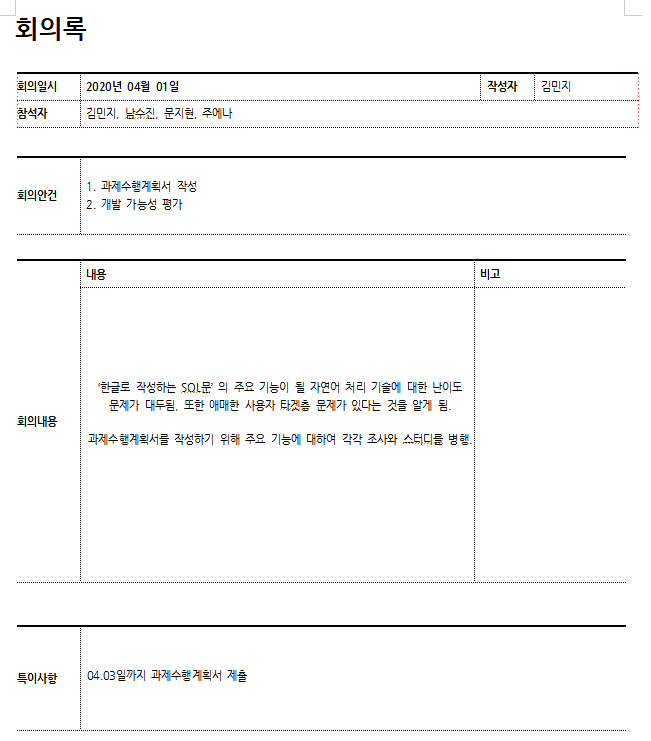 회의록
회의일시 2020년 04월 01일 작성자 김민지
참석자 김민지, 남수진, 문지현, 주에나
회의안건
1. 과제수행계획서 작성
2. 개발 가능성 평가
내용 비고
회의내용
'한글로 작성하는 SQL문' 의 주요 기능이 될 자연어 처리 기술에 대한 난이도
문제가 대두됨, 또한 애매한 사용자 타겟층 문제가 있다는 것을 알게 됨.
과제수행계획서를 작성하기 위해 주요 기능에 대하여 각각 조사와 스터디를 병행.
특이사항 04.03일까지 과제수행계획서 제출